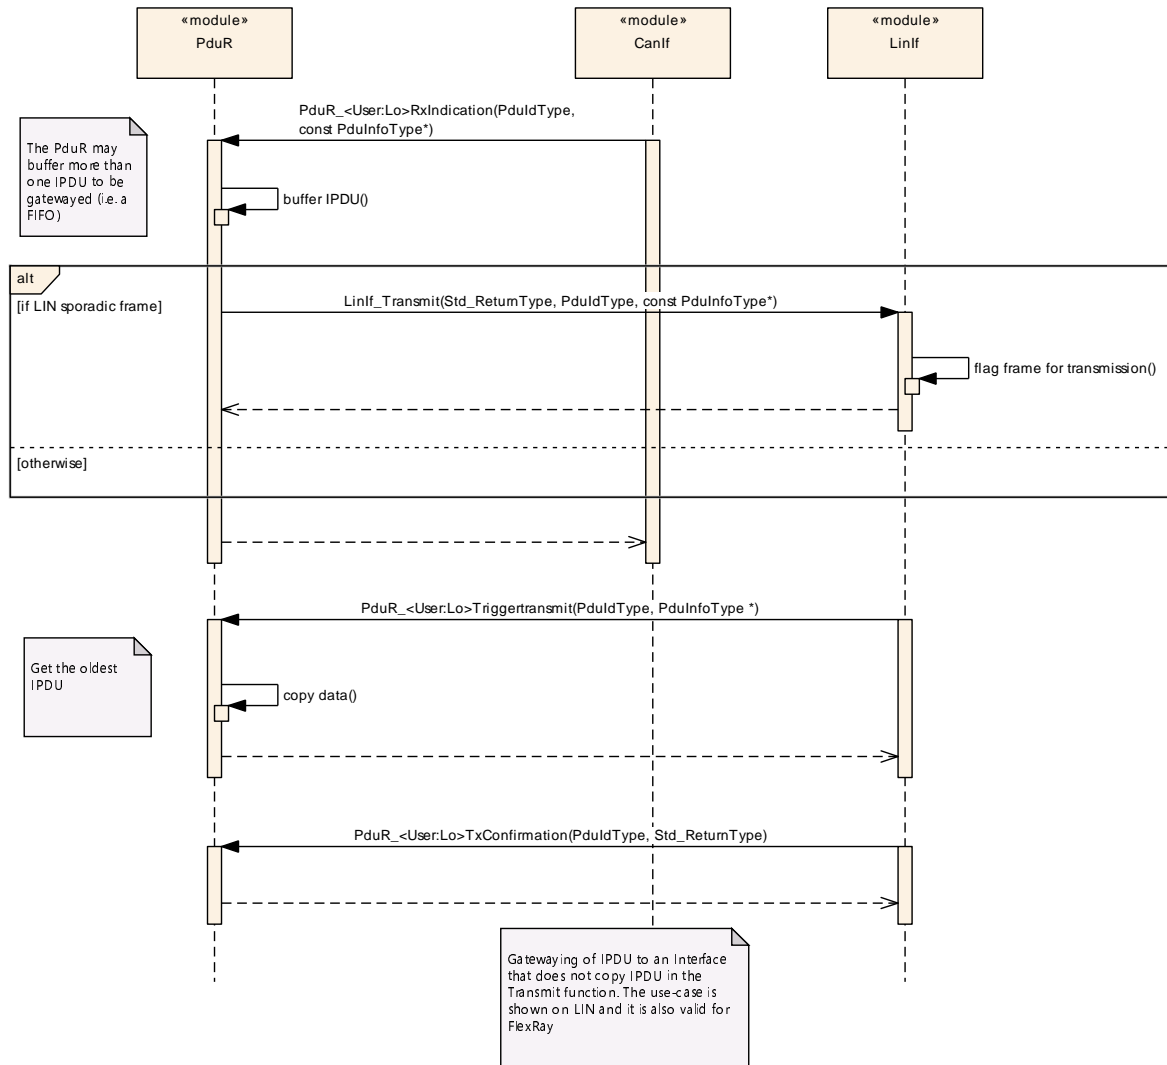 «module»
PduR
«module»
CanIf
«module»
LinIf
PduR_<User:Lo>RxIndication(PduIdType,
const PduInfoType*)
The PduR may
buffer more than
one IPDU to be
gatewayed (i.e. a
FIFO)
buffer IPDU()
alt
[if LIN sporadic frame]
LinIf_Transmit(Std_ReturnType, PduIdType, const PduInfoType*)
flag frame for transmission()
[otherwise]
PduR_<User:Lo>Triggertransmit(PduIdType, PduInfoType *)
Get the oldest
IPDU
copy data()
PduR_<User:Lo>TxConfirmation(PduIdType, Std_ReturnType)
Gatewaying of IPDU to an Interface
that does not copy IPDU in the
Transmit function. The use-case is
shown on LIN and it is also valid for
FlexRay